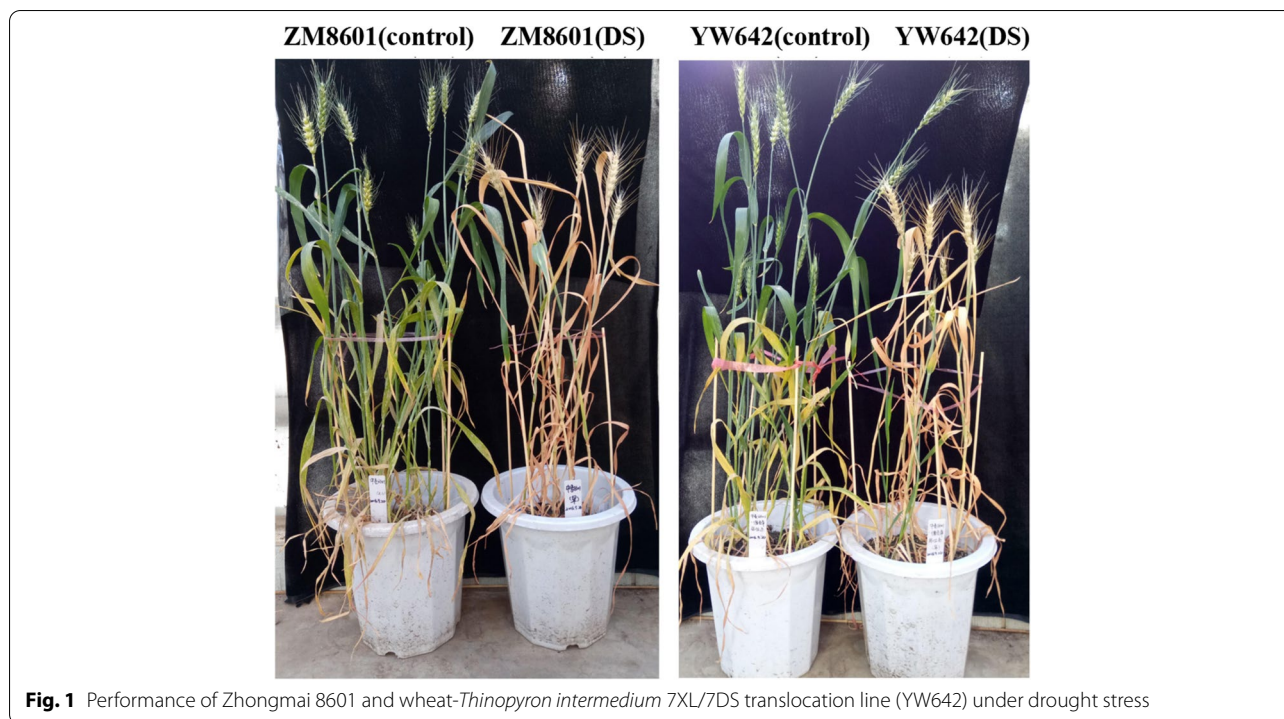 ZM8601(control) ZM8601(DS) YW642(control) YW642(DS)
Fig. 1 Performance of Zhongmai 8601 and wheat-Thinopyron intermedium 7XL/7DS translocation line (YW642) under drought stress